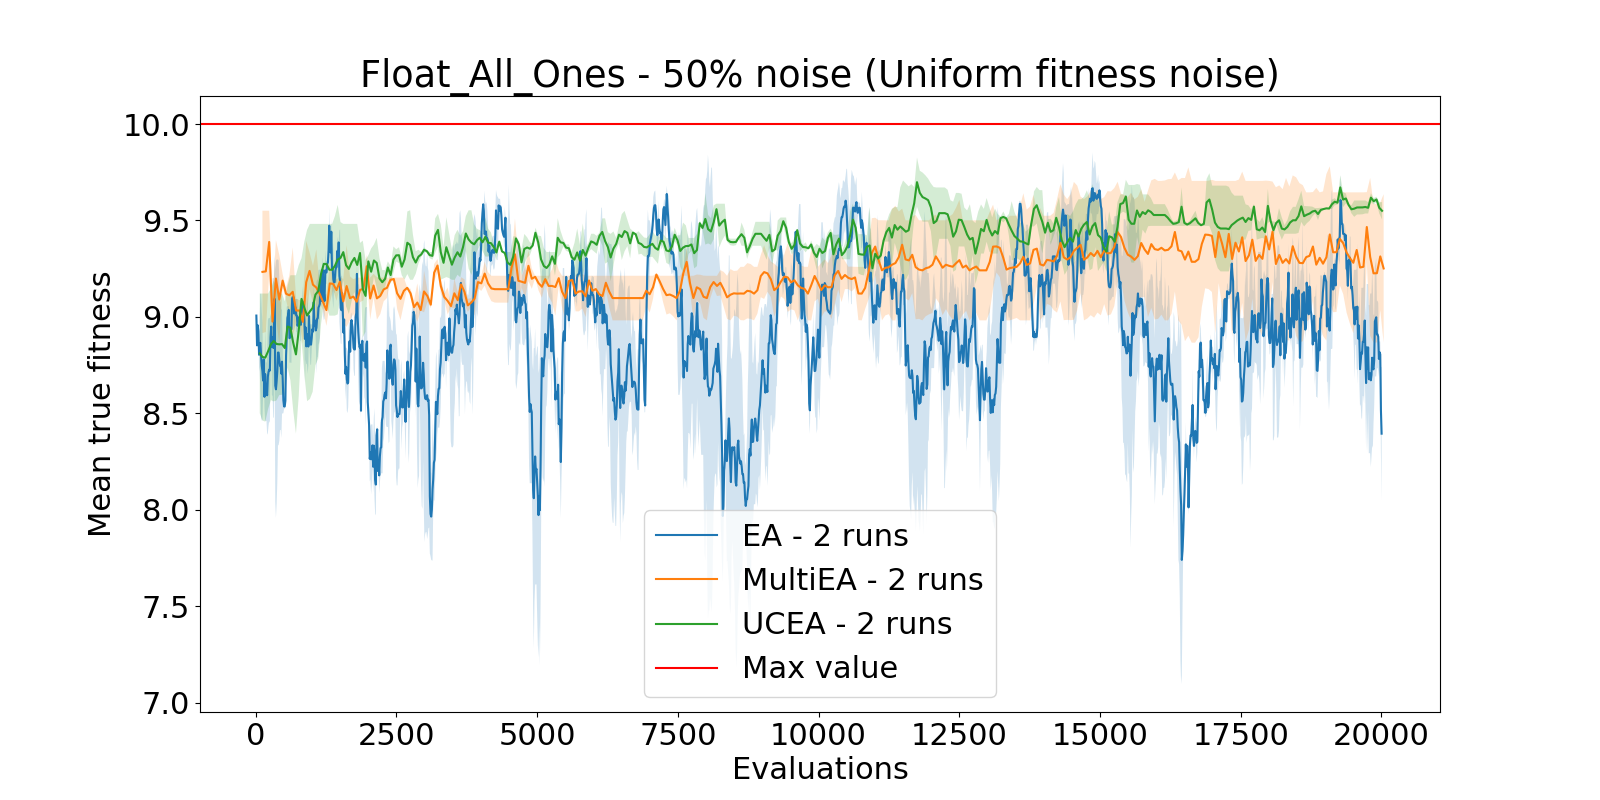 Float_All_Ones - 50% noise (Uniform fitness noise)
Mean true fitness
10.0
9.5
9.0
8.5
8.0
7.5
7.0
EA - 2 runs
MultiEA - 2 runs
UCEA - 2 runs
Max value
0 2500 5000 7500 10000 12500 15000 17500 20000
Evaluations